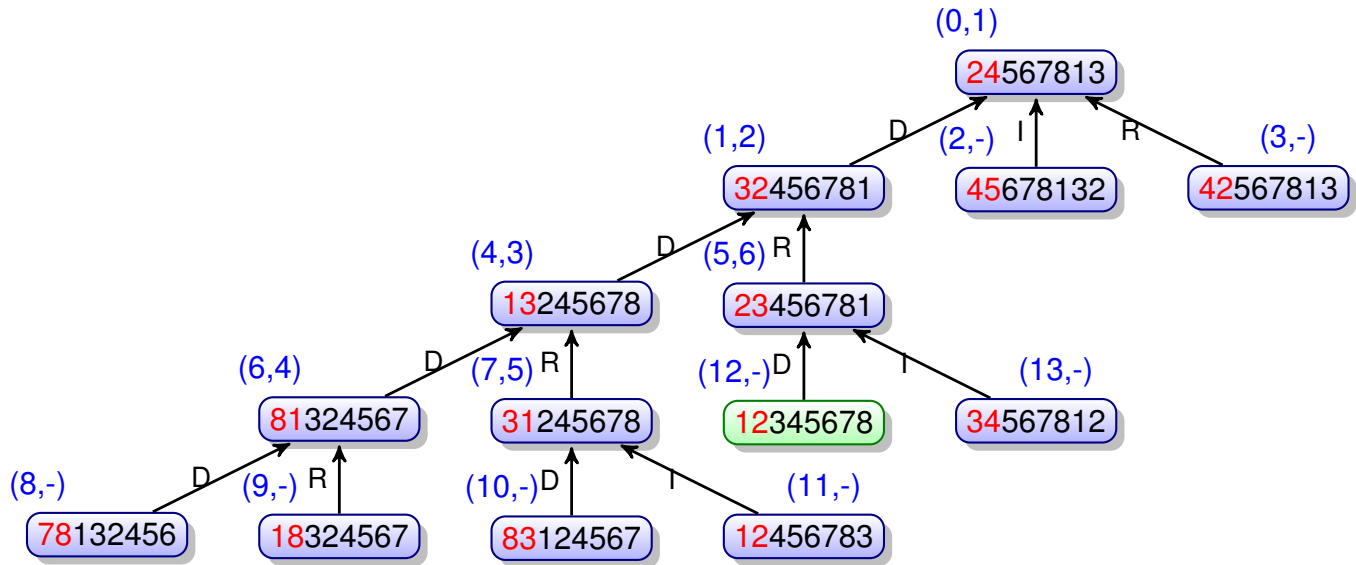 (0,1)
24567813
D I R
(1,2) (2,-) (3,-)
32456781 45678132 42567813
D R
(4,3) (5,6)
13245678 23456781
D R D I
(6,4) (7,5) (12,-) (13,-)
81324567 31245678 12345678 34567812
D R D I
(8,-) (9,-) (10,-) (11,-)
78132456 18324567 83124567 12456783